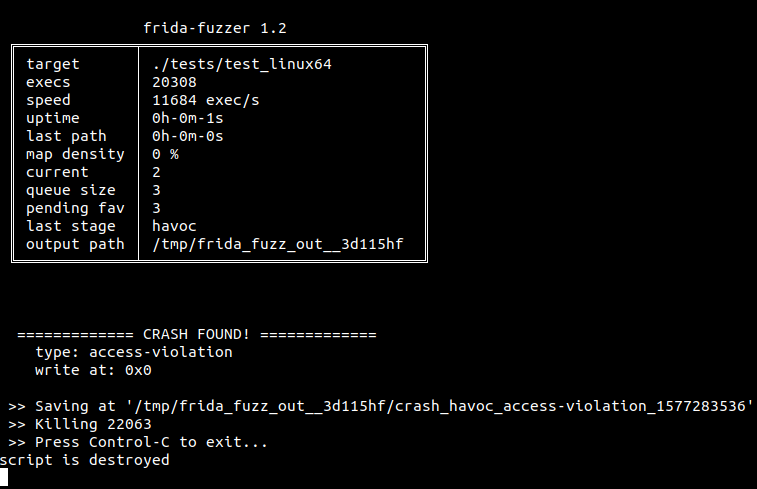 frida-fuzzer 1.2
target ./tests/test_linux64
execs 20308
speed 11684 exec/s
uptime 0h-0m-1s
last path 0h-0m-0s
map density 0 %
current 2
queue size 3
pending fav 3
last stage havoc
output path /tmp/frida_fuzz_out__3d115hf
============= CRASH FOUND! =============
type: access-violation
write at: 0x0
>> Saving at '/tmp/frida_fuzz_out__3d115hf/crash_havoc_access-violation_1577283536'
>> Killing 22063
>> Press Control-C to exit...
script is destroyed